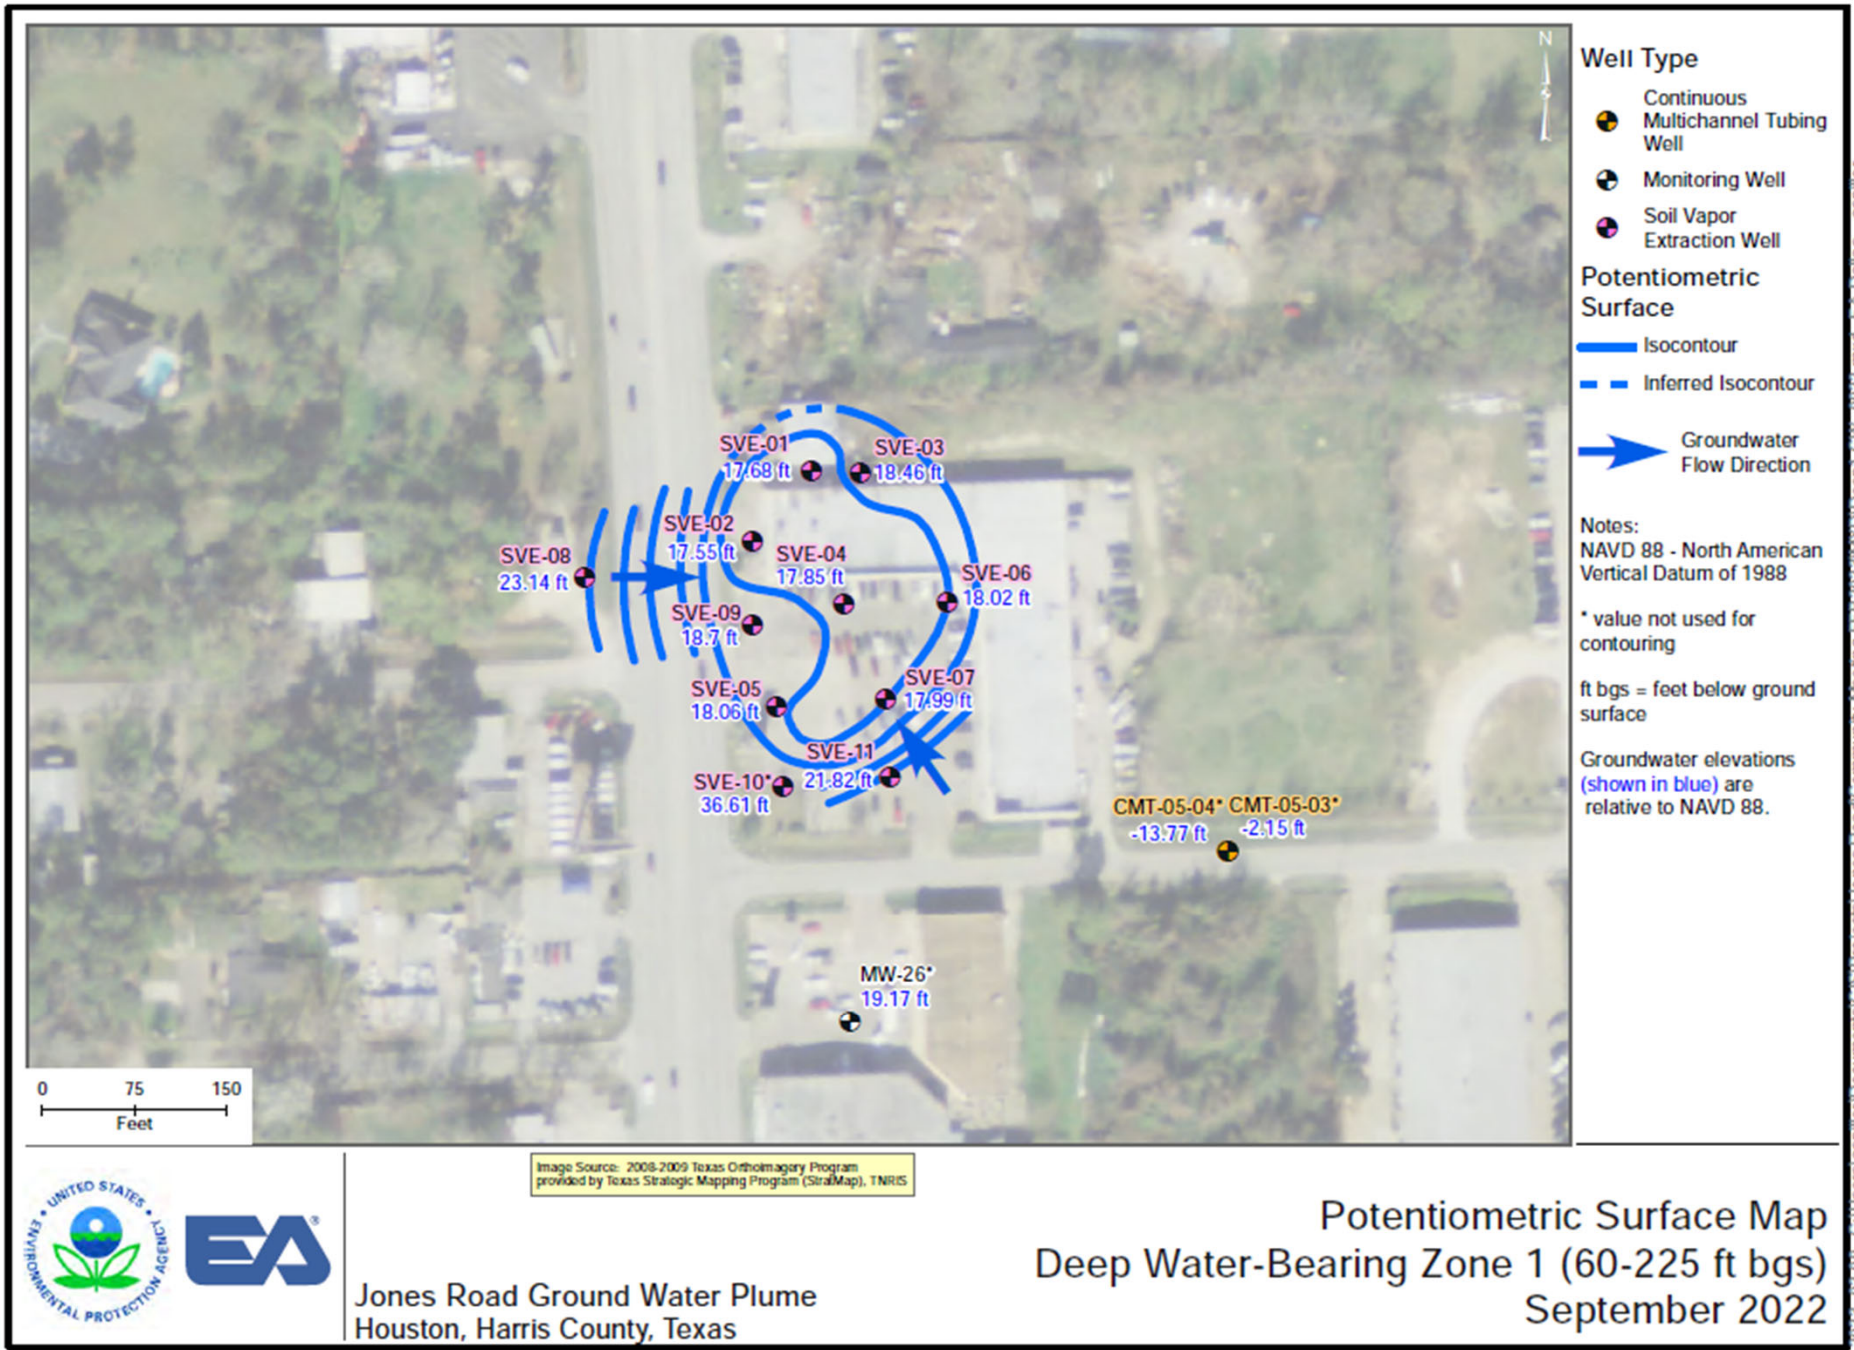 N
Well Type
Continuous
Multichannel Tubing
Well
Monitoring Well
Soil Vapor
Extraction Well
Potentiometric
Surface
Isocontour
Inferred Isocontour
Groundwater
Flow Direction
Notes:
NAVD 88 - North American
Vertical Datum of 1988
* value not used for
contouring
ft bgs = feet below ground
surface
Groundwater elevations
(shown in blue) are
relative to NAVD 88.
SVE-01
17.68 ft
SVE-03
18.46 ft
SVE-02
17.55 ft
SVE-04
17.85 ft
SVE-08
23.14 ft
SVE-06
18.02 ft
SVE-09
18.7 ft
SVE-05
18.06 ft
SVE-07
17.99 ft
SVE-11
21.82 ft
SVE-10*
36.61 ft
CMT-05-04* CMT-05-03*
-13.77 ft -2.15 ft
MW-26*
19.17 ft
0 75 150
Feet
Image Source: 2008-2009 Texas Orthoimagery Program
provided by Texas Strategic Mapping Program (StratMap), TNRIS
UNITED STATES
ENVIRONMENTAL PROTECTION AGENCY
EA®
Jones Road Ground Water Plume
Houston, Harris County, Texas
Potentiometric Surface Map
Deep Water-Bearing Zone 1 (60-225 ft bgs)
September 2022